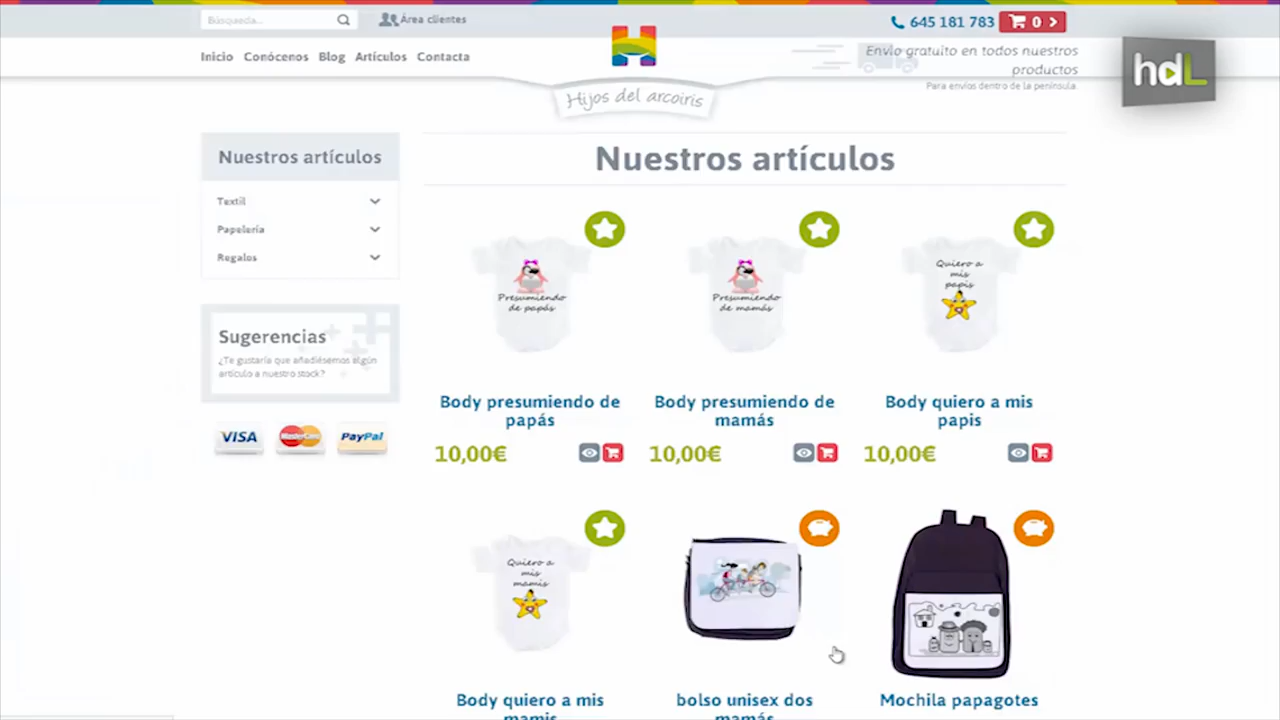 Búsqueda...
Área clientes
645 181 783
0
Inicio
Conócenos
Blog
Artículos
Contacta
Envío gratuito en todos nuestros
productos
Para envíos dentro de la península.
hdL
Hijos del arcoiris
Nuestros artículos
Textil
Papelería
Regalos
Sugerencias
¿Te gustaría que añadiésemos algún
artículo a nuestro stock?
VISA
MasterCard
PayPal
Nuestros artículos
Presumiendo
de papás
Presumiendo
de mamás
Quiero a
mis
papis
Body presumiendo de
papás
Body presumiendo de
mamás
Body quiero a mis
papis
10,00€
10,00€
10,00€
Quiero a
mis
mamis
Body quiero a mis
mamis
bolso unisex dos
mamás
Mochila papagotes